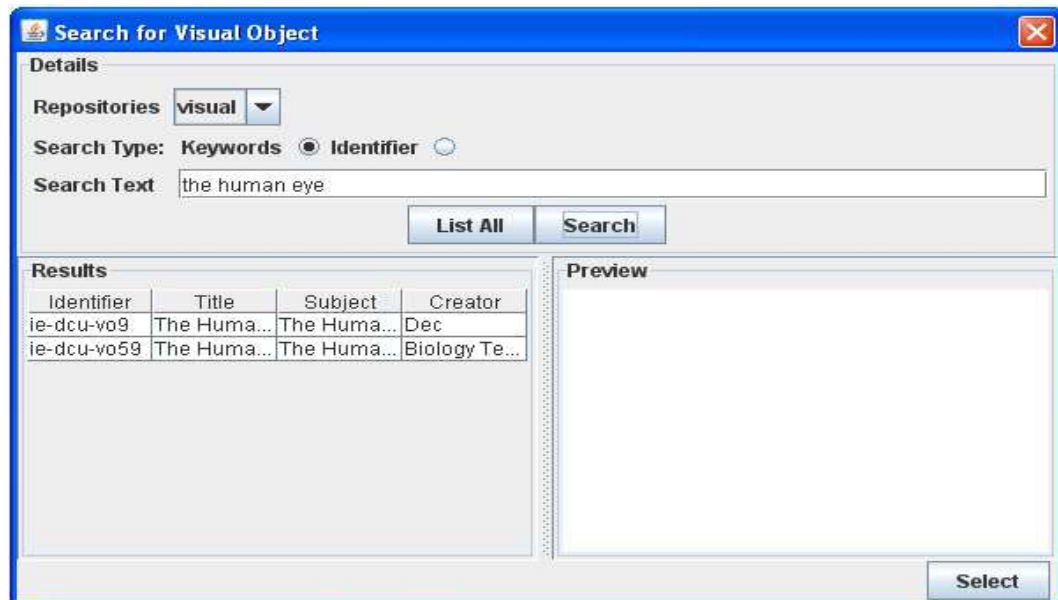 Search for Visual Object
Details
Repositories visual
Search Type: Keywords Identifier
Search Text the human eye
List All Search
Results
Identifier Title Subject Creator
ie-dcu-vo9 The Huma... The Huma... Dec
ie-dcu-vo59 The Huma... The Huma... Biology Te...
Preview
Select